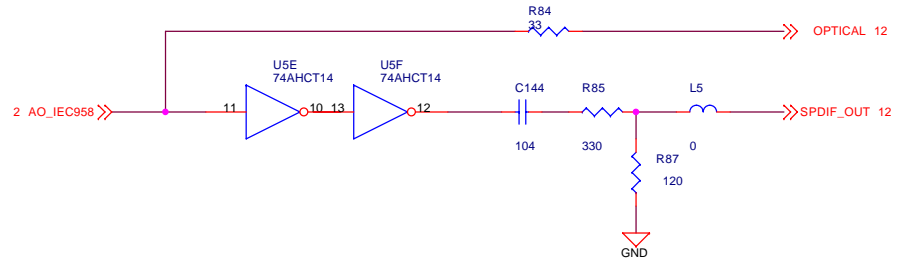 R84
33
OPTICAL 12
U5E
74AHCT14
U5F
74AHCT14
2 AO_IEC958
11
10
13
12
C144
104
R85
330
L5
0
SPDIF_OUT 12
R87
120
GND